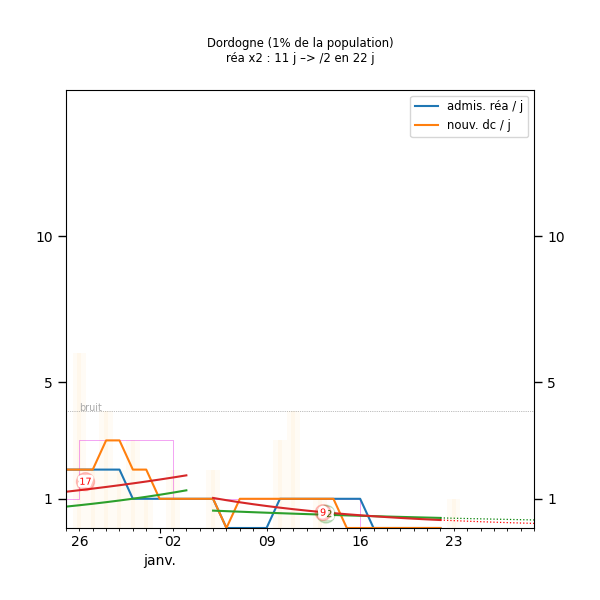 Dordogne (1% de la population)
réa x2 : 11 j –> /2 en 22 j
admis. réa / j
nouv. dc / j
10
10
5
5
bruit
17
9
1
1
26
02
09
16
23
janv.